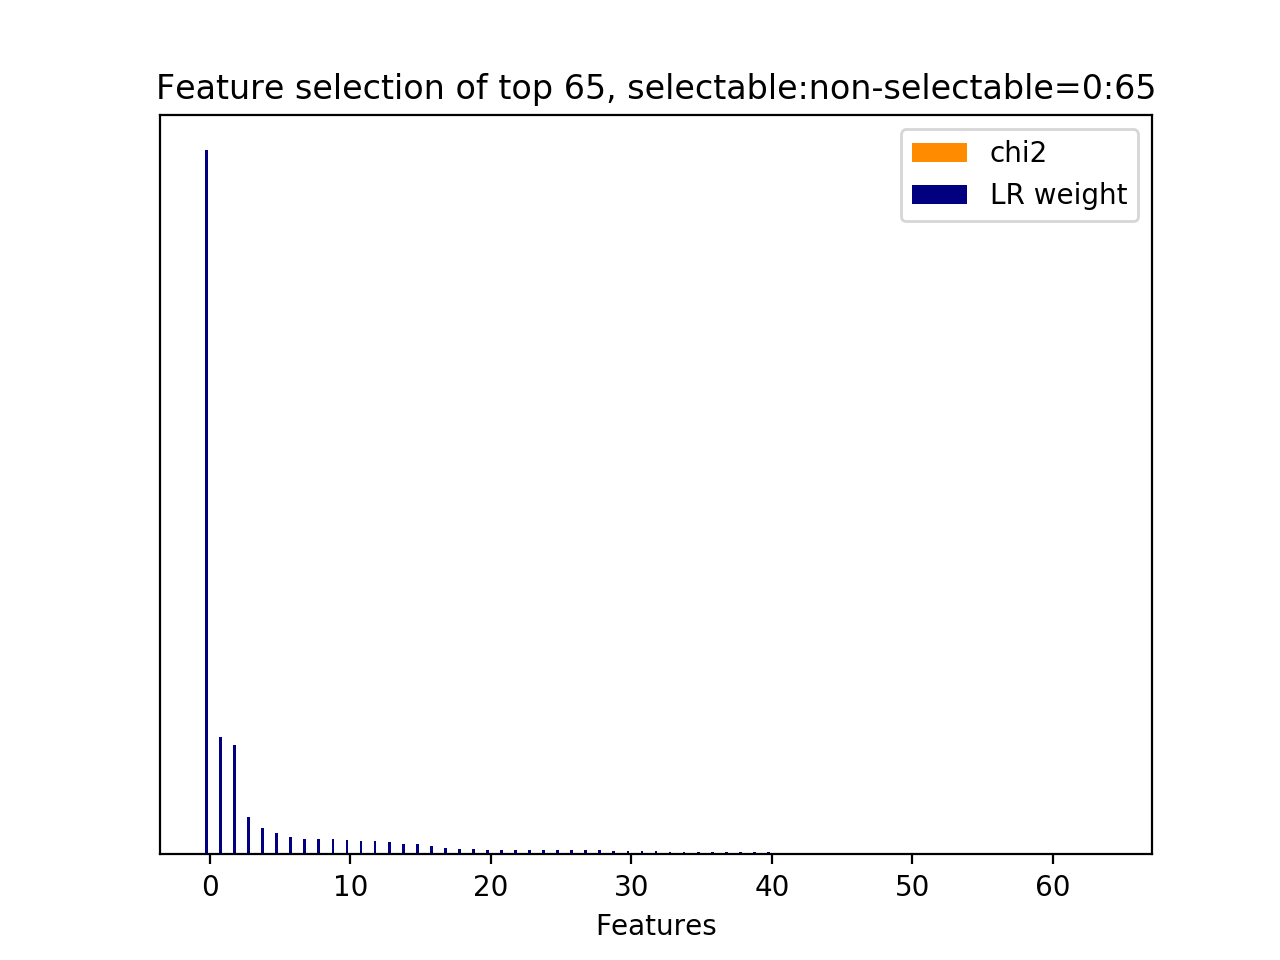 Feature selection of top 65, selectable:non-selectable=0:65
chi2
LR weight
0 10 20 30 40 50 60
Features